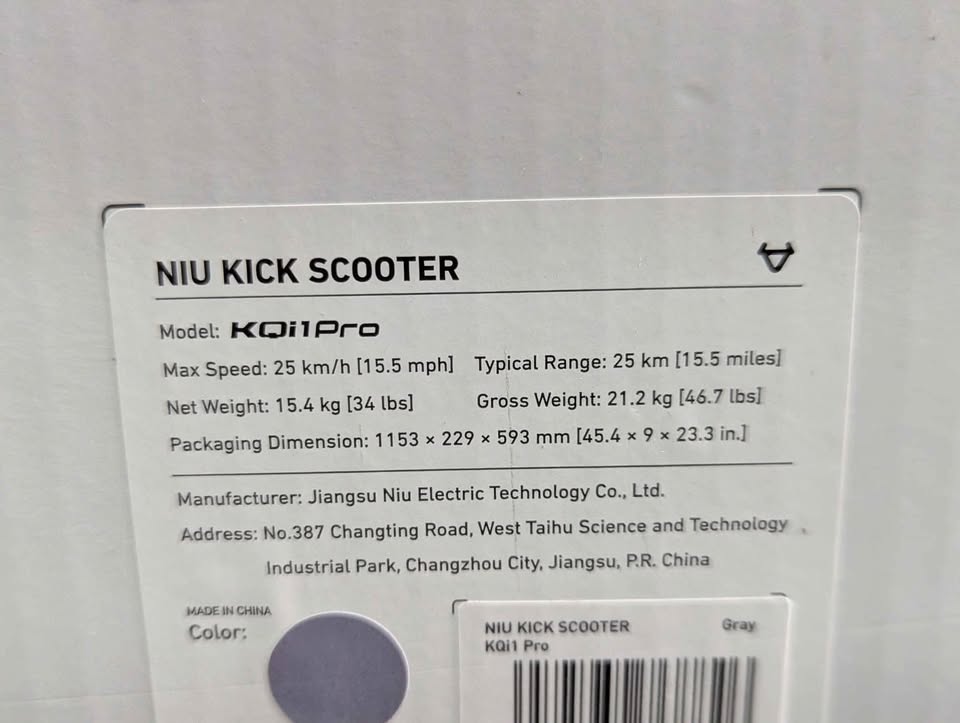 NIU KICK SCOOTER
Model: KQi1Pro
Max Speed: 25 km/h [15.5 mph] Typical Range: 25 km [15.5 miles]
Net Weight: 15.4 kg [34 lbs] Gross Weight: 21.2 kg [46.7 lbs]
Packaging Dimension: 1153 × 229 × 593 mm [45.4 × 9 × 23.3 in.]
Manufacturer: Jiangsu Niu Electric Technology Co., Ltd.
Address: No.387 Changting Road, West Taihu Science and Technology
Industrial Park, Changzhou City, Jiangsu, P.R. China
MADE IN CHINA
Color:
NIU KICK SCOOTER Gray
KQi1 Pro